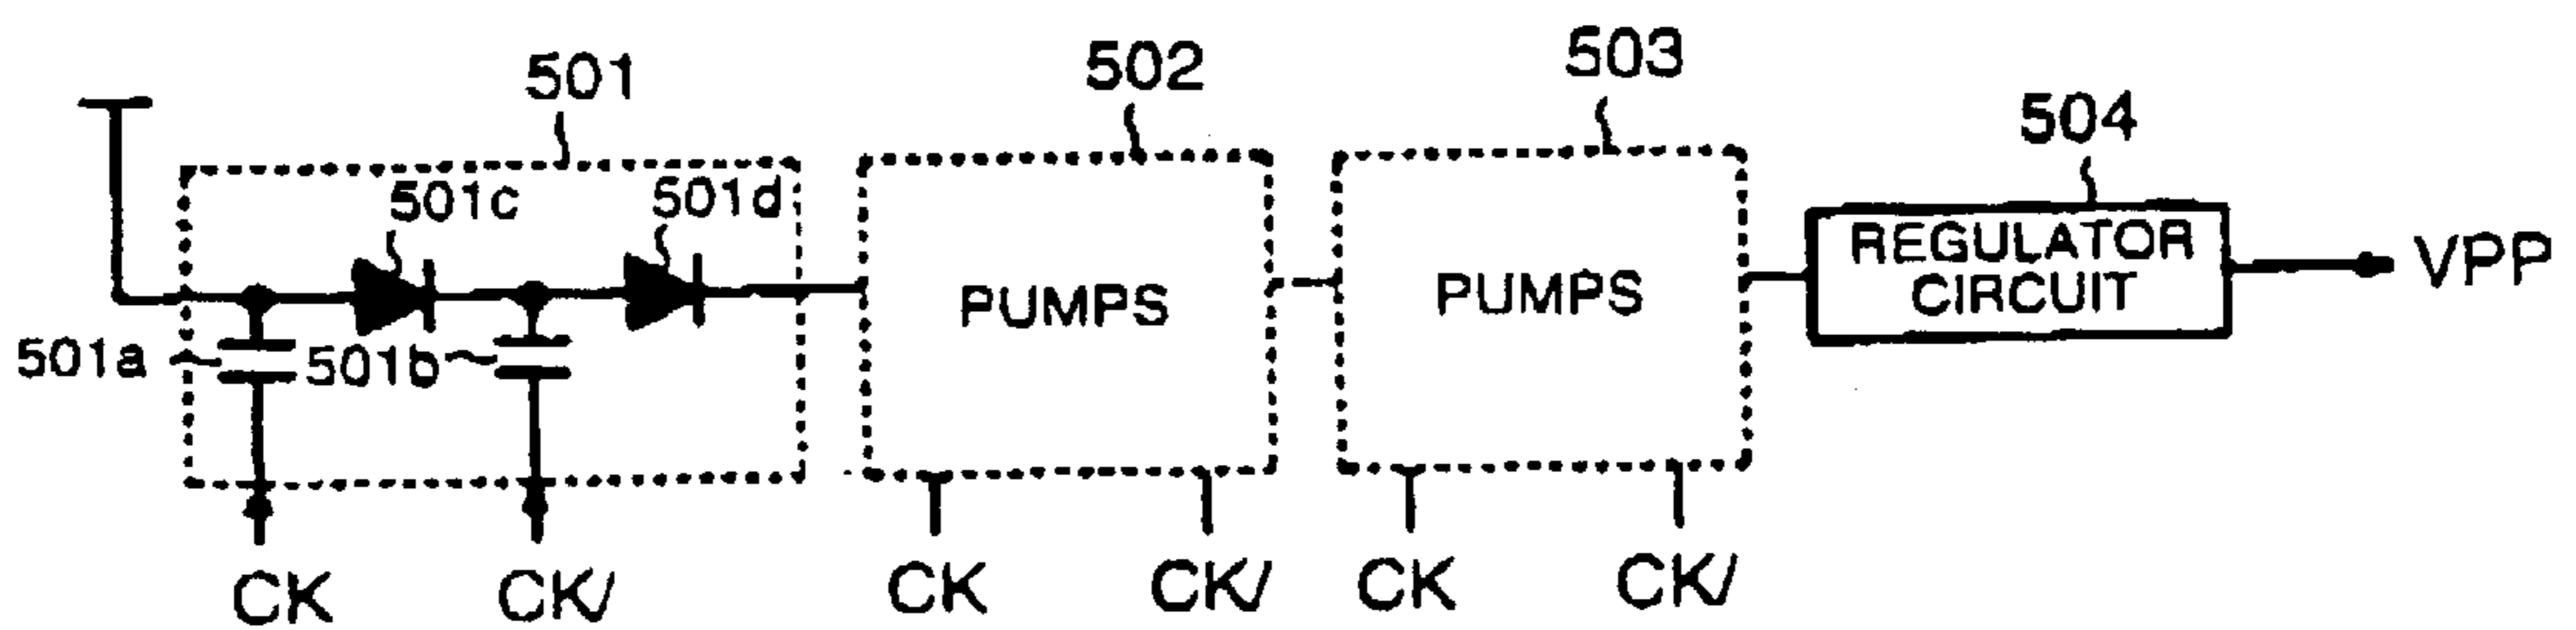 501
502
503
504
501c
501d
501a
501b
PUMPS
PUMPS
REGULATOR
CIRCUIT
VPP
CK
CK/
CK
CK/
CK
CK/